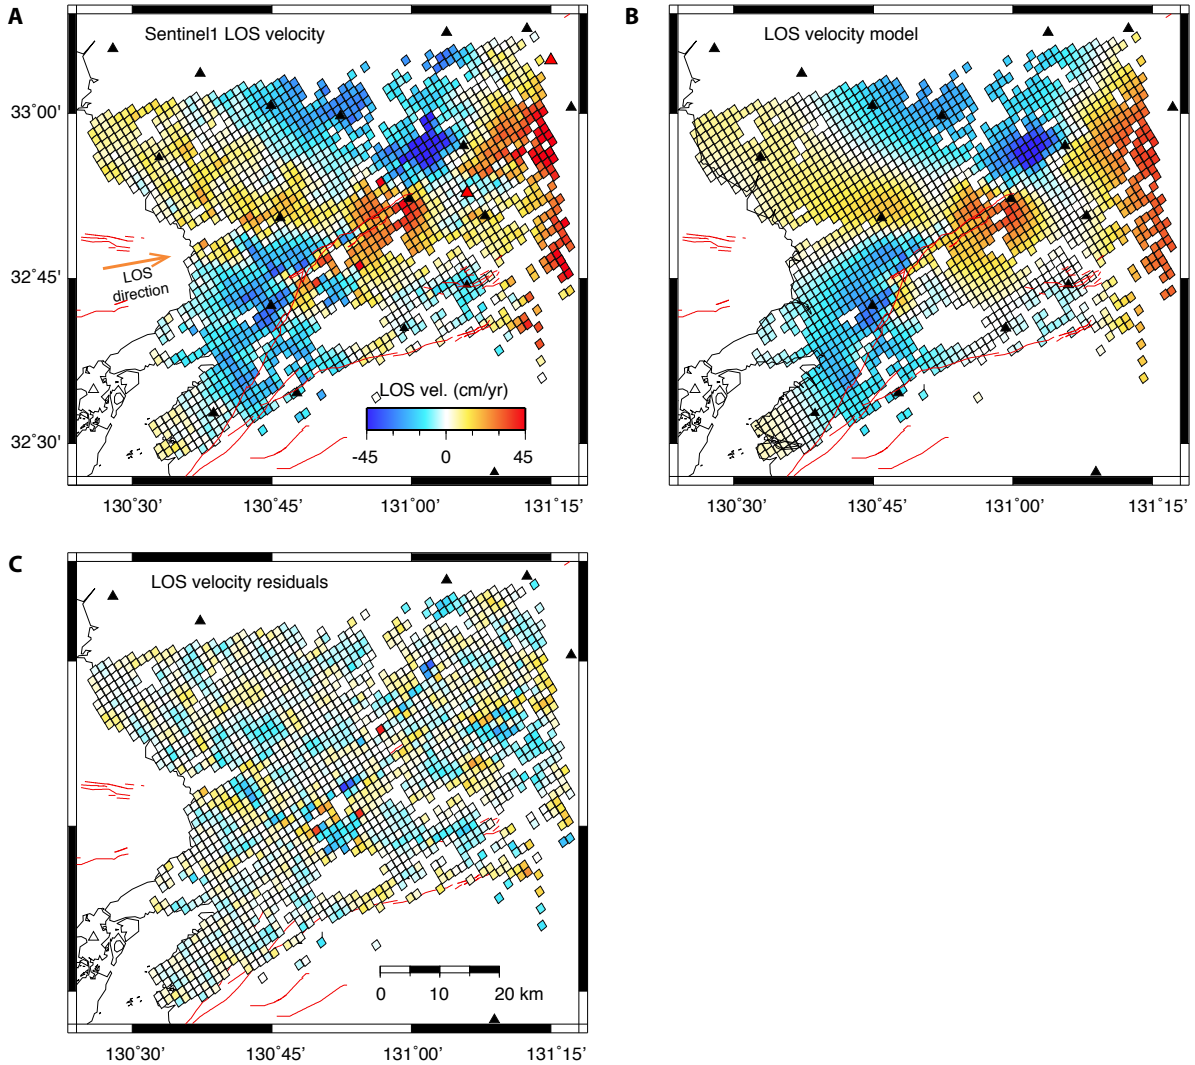 A
Sentinel1 LOS velocity
33°00'
32°45'
32°30'
LOS
direction
LOS vel. (cm/yr)
-45
0
45
130°30'
130°45'
131°00'
131°15'
B
LOS velocity model
130°30'
130°45'
131°00'
131°15'
C
LOS velocity residuals
0
10
20 km
130°30'
130°45'
131°00'
131°15'